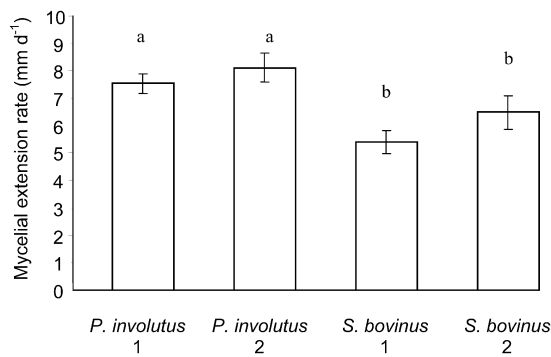 Mycelial extension rate (mm d⁻¹)
10
9
8
7
6
5
4
3
2
1
0
a
a
b
b
P. involutus
1
P. involutus
2
S. bovinus
1
S. bovinus
2